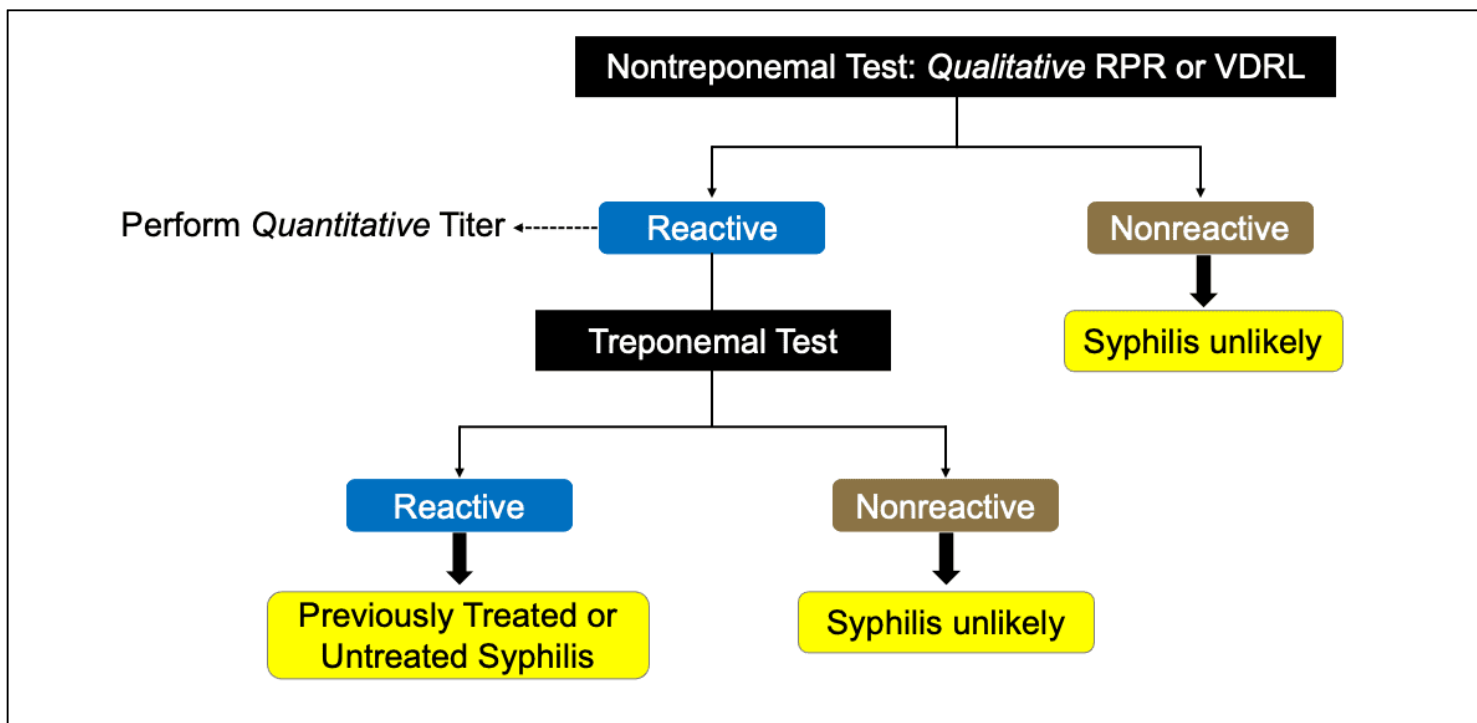 Nontreponemal Test: Qualitative RPR or VDRL
Perform Quantitative Titer
Reactive
Nonreactive
Treponemal Test
Syphilis unlikely
Reactive
Nonreactive
Previously Treated or
Untreated Syphilis
Syphilis unlikely